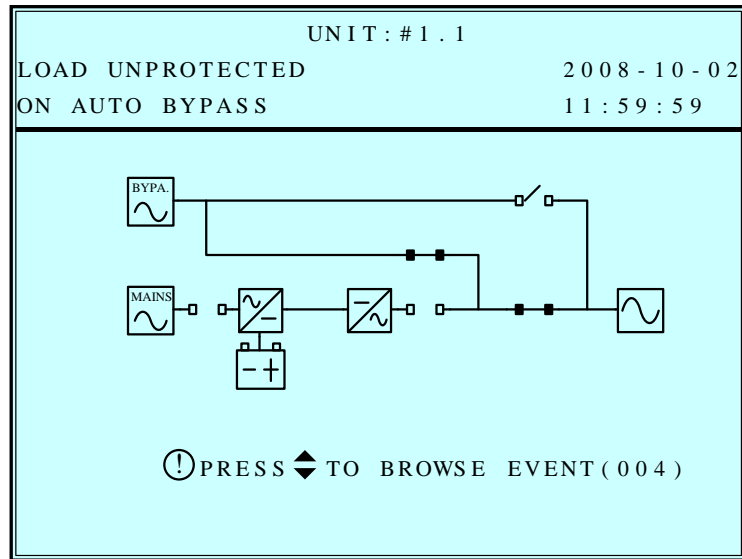 UNIT:#1.1
LOAD UNPROTECTED 2008-10-02
ON AUTO BYPASS 11:59:59
BYPA.
MAINS
! PRESS TO BROWSE EVENT(004)